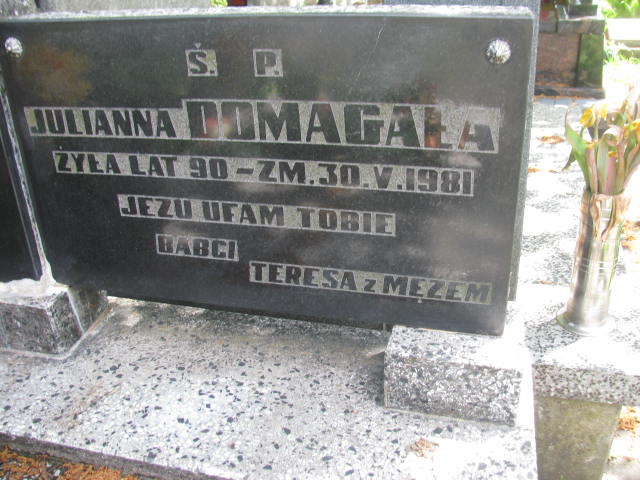 Ś. P.
JULIANNA DOMAGAŁA
ŻYŁA LAT 90 – ZM. 30.V.1981
JEZU UFAM TOBIE
BABCI
TERESA z MĘŻEM